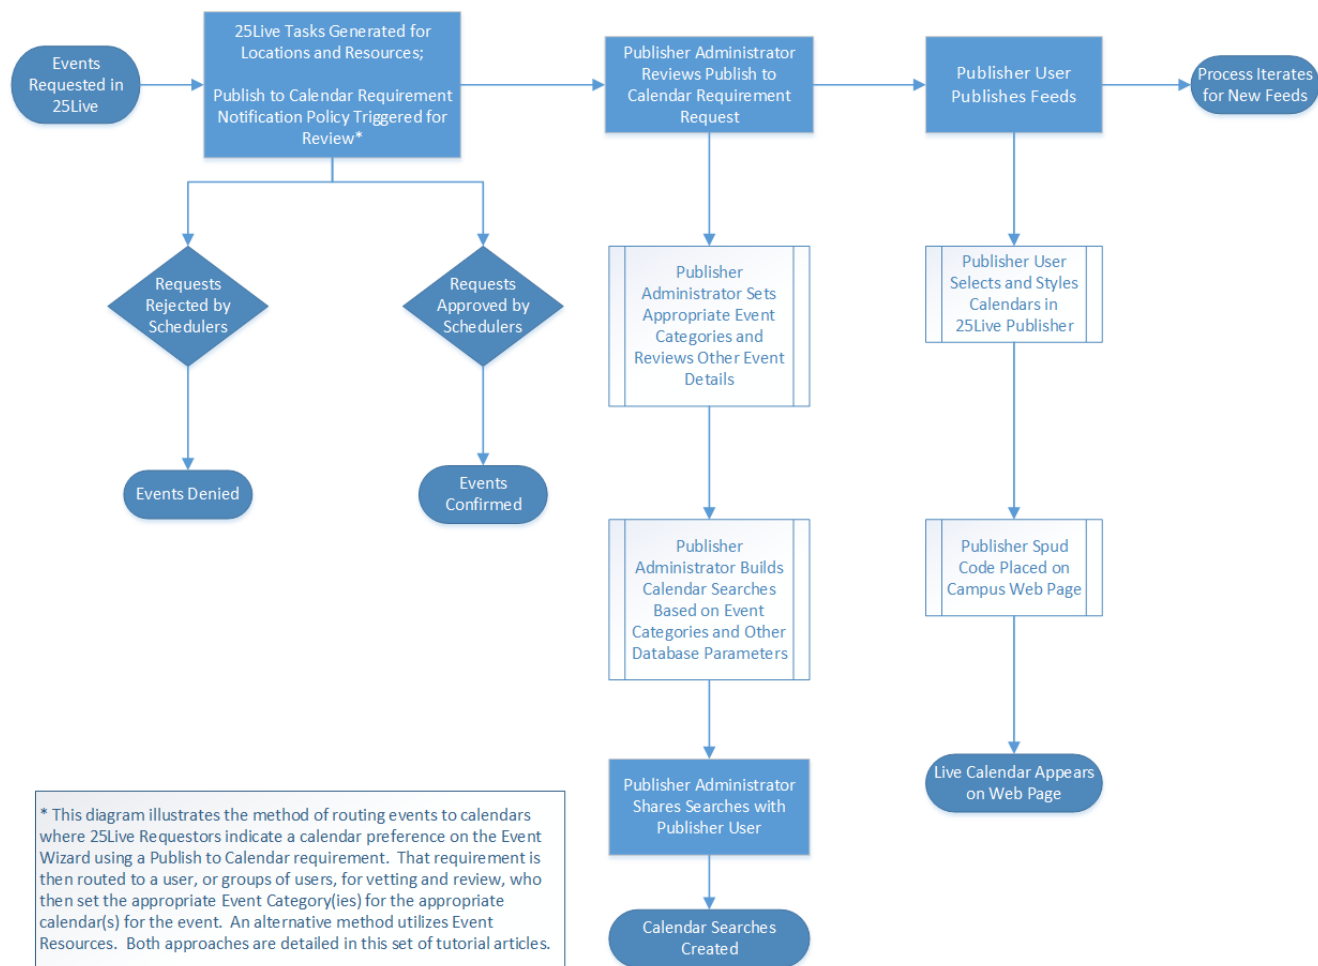 Events
Requested in
25Live
25Live Tasks Generated for
Locations and Resources;
Publish to Calendar Requirement
Notification Policy Triggered for
Review*
Publisher Administrator
Reviews Publish to
Calendar Requirement
Request
Publisher User
Publishes Feeds
Process Iterates
for New Feeds
Requests
Rejected by
Schedulers
Requests
Approved by
Schedulers
Publisher
Administrator Sets
Appropriate Event
Categories and
Reviews Other Event
Details
Publisher User
Selects and Styles
Calendars in
25Live Publisher
Events Denied
Events
Confirmed
Publisher
Administrator Builds
Calendar Searches
Based on Event
Categories and Other
Database Parameters
Publisher Spud
Code Placed on
Campus Web Page
Publisher Administrator
Shares Searches with
Publisher User
Live Calendar Appears
on Web Page
* This diagram illustrates the method of routing events to calendars
where 25Live Requestors indicate a calendar preference on the Event
Wizard using a Publish to Calendar requirement.  That requirement is
then routed to a user, or groups of users, for vetting and review, who
then set the appropriate Event Category(ies) for the appropriate
calendar(s) for the event.  An alternative method utilizes Event
Resources.  Both approaches are detailed in this set of tutorial articles.
Calendar Searches
Created